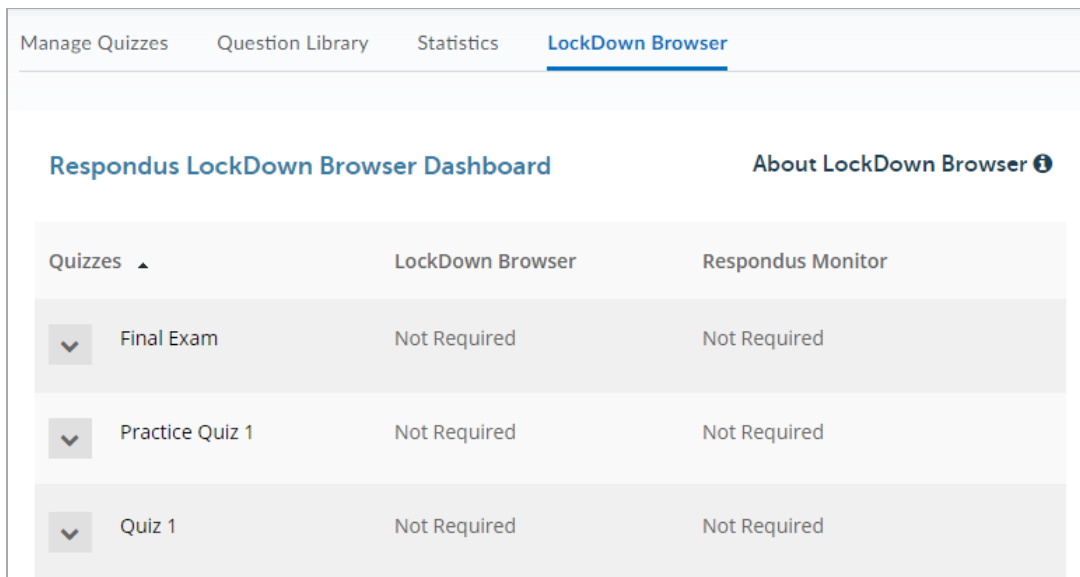 Manage Quizzes Question Library Statistics LockDown Browser
Respondus LockDown Browser Dashboard About LockDown Browser
Quizzes LockDown Browser Respondus Monitor
Final Exam Not Required Not Required
Practice Quiz 1 Not Required Not Required
Quiz 1 Not Required Not Required